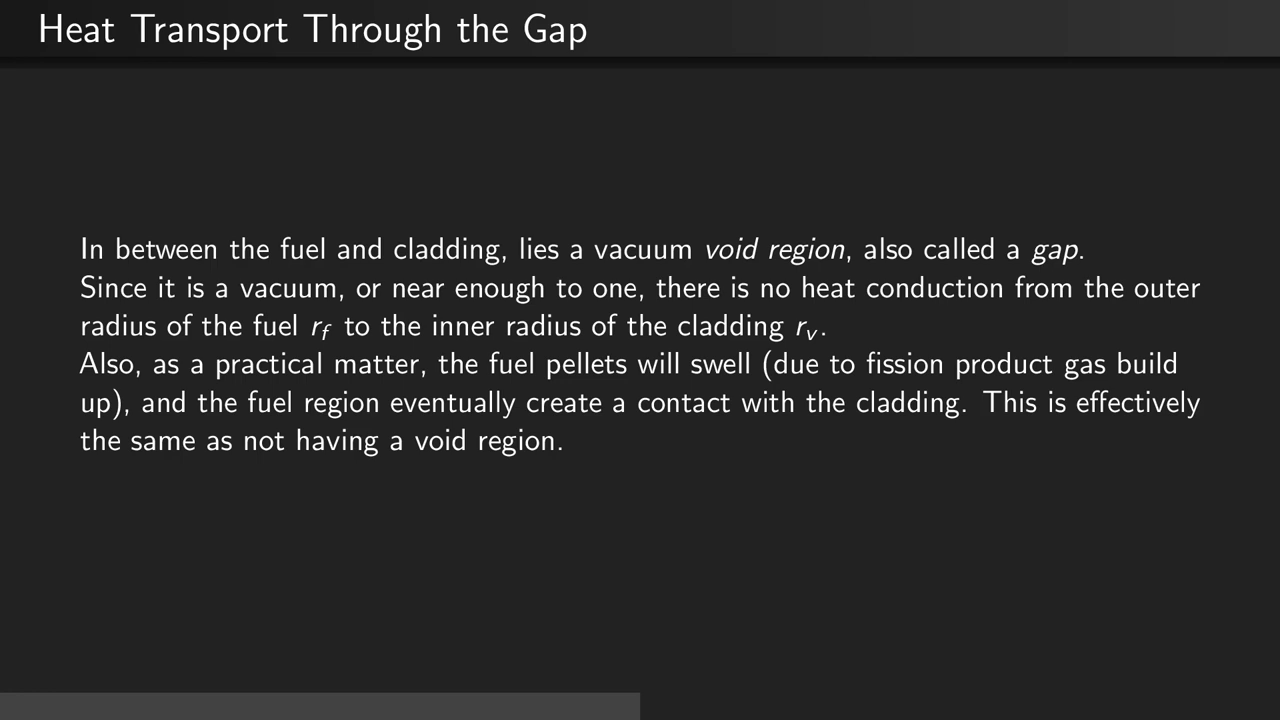 Heat Transport Through the Gap
In between the fuel and cladding, lies a vacuum void region, also called a gap.
Since it is a vacuum, or near enough to one, there is no heat conduction from the outer
radius of the fuel r_f to the inner radius of the cladding r_v.
Also, as a practical matter, the fuel pellets will swell (due to fission product gas build
up), and the fuel region eventually create a contact with the cladding. This is effectively
the same as not having a void region.